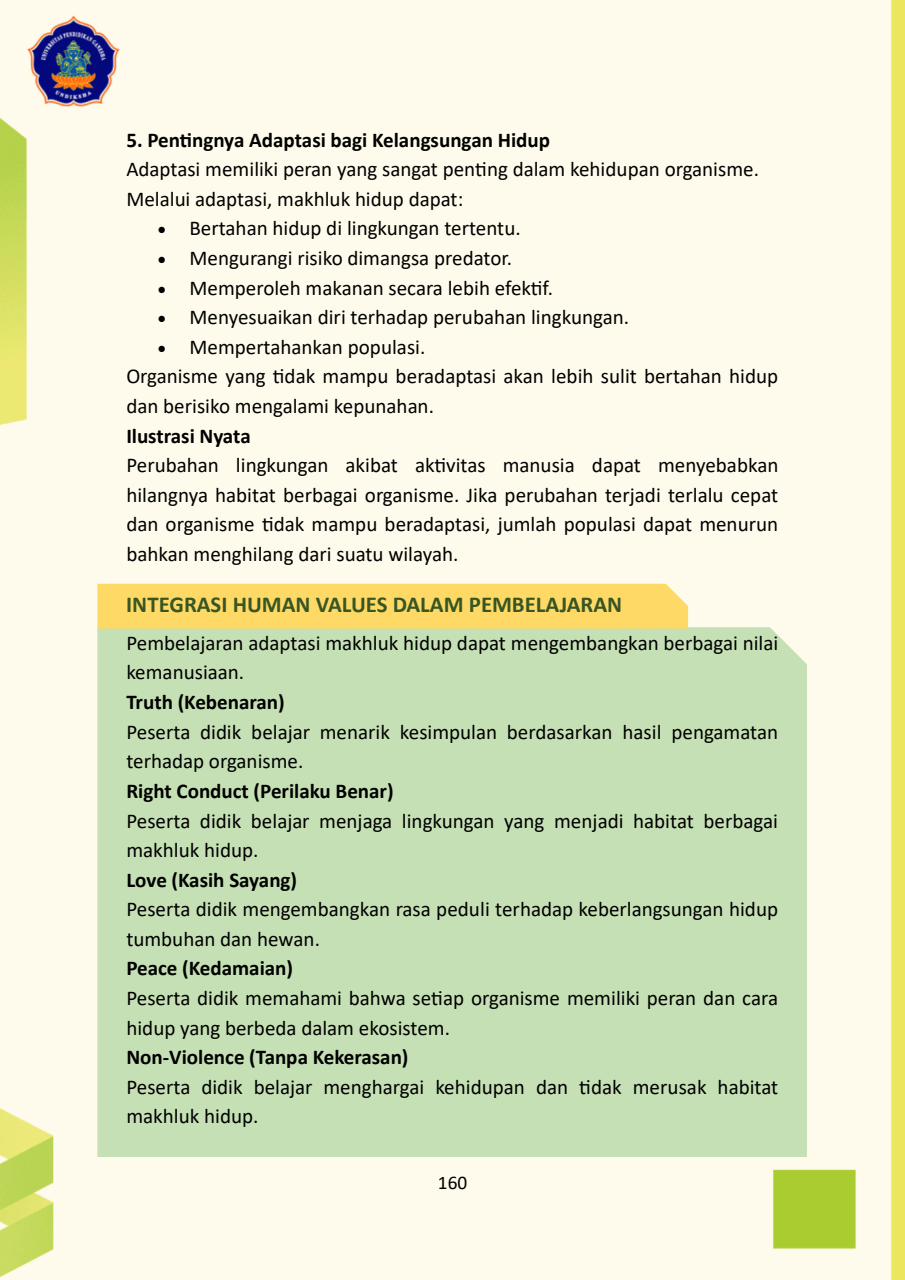 UNIVERSITAS PENDIDIKAN GANESHA
UNDIKSHA
5. Pentingnya Adaptasi bagi Kelangsungan Hidup
Adaptasi memiliki peran yang sangat penting dalam kehidupan organisme.
Melalui adaptasi, makhluk hidup dapat:
• Bertahan hidup di lingkungan tertentu.
• Mengurangi risiko dimangsa predator.
• Memperoleh makanan secara lebih efektif.
• Menyesuaikan diri terhadap perubahan lingkungan.
• Mempertahankan populasi.
Organisme yang tidak mampu beradaptasi akan lebih sulit bertahan hidup
dan berisiko mengalami kepunahan.
Ilustrasi Nyata
Perubahan lingkungan akibat aktivitas manusia dapat menyebabkan
hilangnya habitat berbagai organisme. Jika perubahan terjadi terlalu cepat
dan organisme tidak mampu beradaptasi, jumlah populasi dapat menurun
bahkan menghilang dari suatu wilayah.
INTEGRASI HUMAN VALUES DALAM PEMBELAJARAN
Pembelajaran adaptasi makhluk hidup dapat mengembangkan berbagai nilai
kemanusiaan.
Truth (Kebenaran)
Peserta didik belajar menarik kesimpulan berdasarkan hasil pengamatan
terhadap organisme.
Right Conduct (Perilaku Benar)
Peserta didik belajar menjaga lingkungan yang menjadi habitat berbagai
makhluk hidup.
Love (Kasih Sayang)
Peserta didik mengembangkan rasa peduli terhadap keberlangsungan hidup
tumbuhan dan hewan.
Peace (Kedamaian)
Peserta didik memahami bahwa setiap organisme memiliki peran dan cara
hidup yang berbeda dalam ekosistem.
Non-Violence (Tanpa Kekerasan)
Peserta didik belajar menghargai kehidupan dan tidak merusak habitat
makhluk hidup.
160